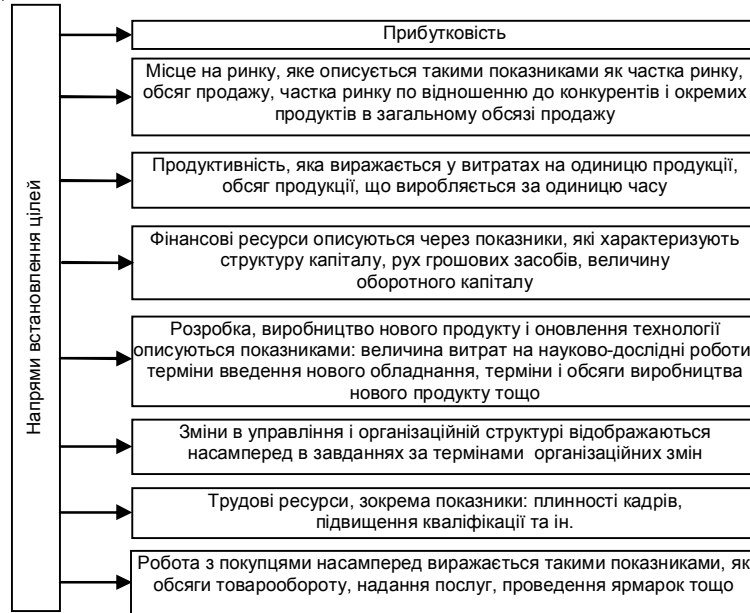 Напрями встановлення цілей
Прибутковість
Місце на ринку, яке описується такими показниками як частка ринку,
обсяг продажу, частка ринку по відношенню до конкурентів і окремих
продуктів в загальному обсязі продажу
Продуктивність, яка виражається у витратах на одиницю продукції,
обсяг продукції, що виробляється за одиницю часу
Фінансові ресурси описуються через показники, які характеризують
структуру капіталу, рух грошових засобів, величину
оборотного капіталу
Розробка, виробництво нового продукту і оновлення технології
описуються показниками: величина витрат на науково-дослідні роботи
терміни введення нового обладнання, терміни і обсяги виробництва
нового продукту тощо
Зміни в управління і організаційній структурі відображаються
насамперед в завданнях за термінами організаційних змін
Трудові ресурси, зокрема показники: плинності кадрів,
підвищення кваліфікації та ін.
Робота з покупцями насамперед виражається такими показниками, як
обсяги товарообороту, надання послуг, проведення ярмарок тощо